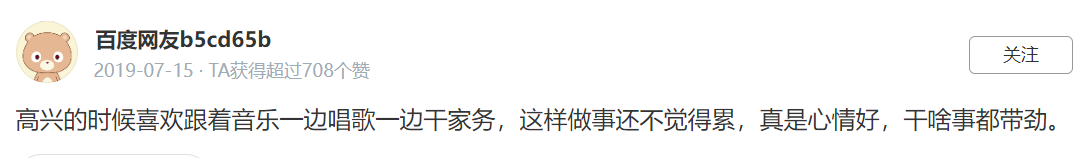 百度网友b5cd65b
2019-07-15 · TA获得超过708个赞
关注
高兴的时候喜欢跟着音乐一边唱歌一边干家务，这样做事还不觉得累，真是心情好，干啥事都带劲。